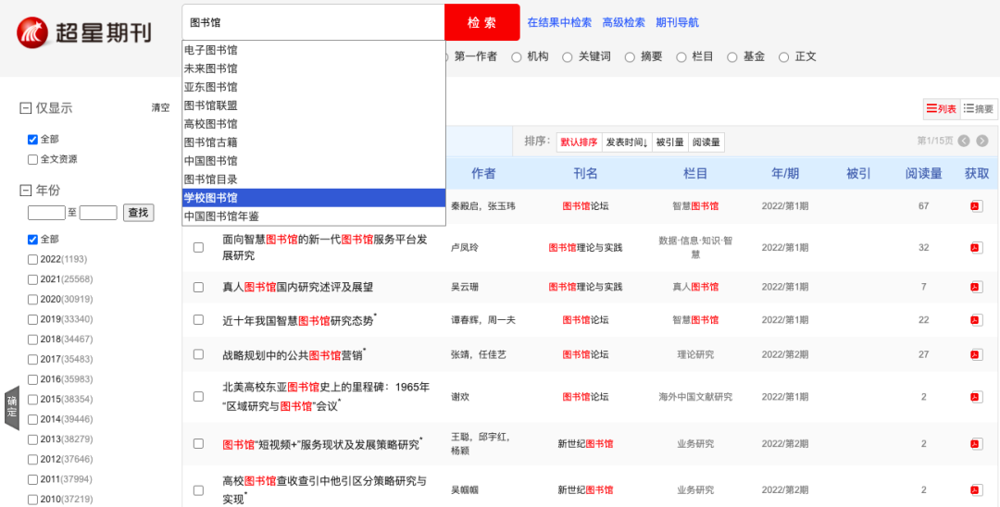 超星期刊
图书馆
检 索
在结果中检索 高级检索 期刊导航
第一作者 机构 关键词 摘要 栏目 基金 正文
电子图书馆
未来图书馆
亚东图书馆
图书馆联盟
高校图书馆
图书馆古籍
中国图书馆
图书馆目录
学校图书馆
中国图书馆年鉴
仅显示 清空
全部
全文资源
年份
至 查找
全部
2022(1193)
2021(25568)
2020(30919)
2019(33340)
2018(34467)
2017(35483)
2016(35983)
2015(38354)
2014(39446)
2013(38279)
2012(37646)
2011(37994)
2010(37219)
确定
列表 摘要
排序: 默认排序 发表时间↓ 被引量 阅读量 第1/15页
作者 刊名 栏目 年/期 被引 阅读量 获取
秦殿启, 张玉玮 图书馆论坛 智慧图书馆 2022/第1期 67
面向智慧图书馆的新一代图书馆服务平台发
展研究
卢凤玲 图书馆理论与实践 数据·信息·知识·智
慧
2022/第1期 32
真人图书馆国内研究述评及展望 吴云珊 图书馆理论与实践 真人图书馆 2022/第1期 7
近十年我国智慧图书馆研究态势* 谭春辉, 周一夫 图书馆论坛 智慧图书馆 2022/第1期 22
战略规划中的公共图书馆营销* 张靖, 任佳艺 图书馆论坛 理论研究 2022/第2期 27
北美高校东亚图书馆史上的里程碑：1965年
“区域研究与图书馆”会议*
谢欢 图书馆论坛 海外中国文献研究 2022/第1期 2
图书馆“短视频+”服务现状及发展策略研究* 王聪, 邱宇红,
杨颖
新世纪图书馆 业务研究 2022/第2期 2
高校图书馆查收查引中他引区分策略研究与
实现*
吴帼帼 新世纪图书馆 业务研究 2022/第2期 2